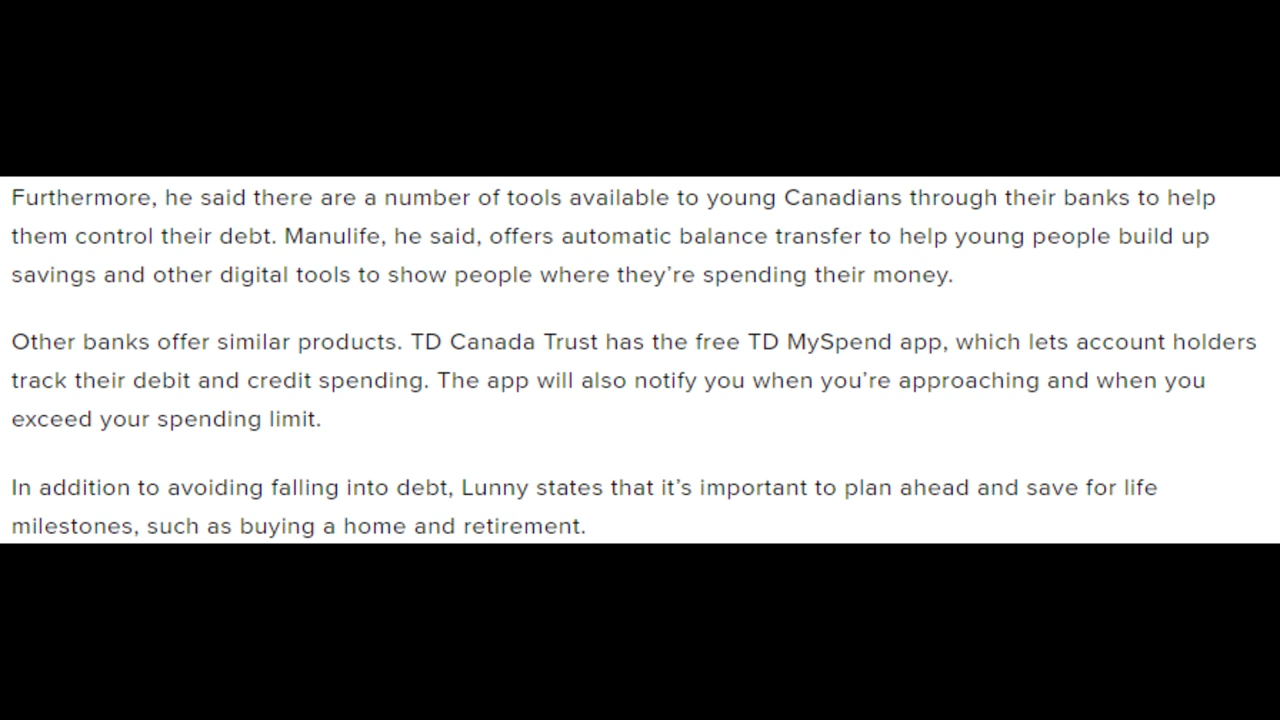 Furthermore, he said there are a number of tools available to young Canadians through their banks to help
them control their debt. Manulife, he said, offers automatic balance transfer to help young people build up
savings and other digital tools to show people where they’re spending their money.
Other banks offer similar products. TD Canada Trust has the free TD MySpend app, which lets account holders
track their debit and credit spending. The app will also notify you when you’re approaching and when you
exceed your spending limit.
In addition to avoiding falling into debt, Lunny states that it’s important to plan ahead and save for life
milestones, such as buying a home and retirement.